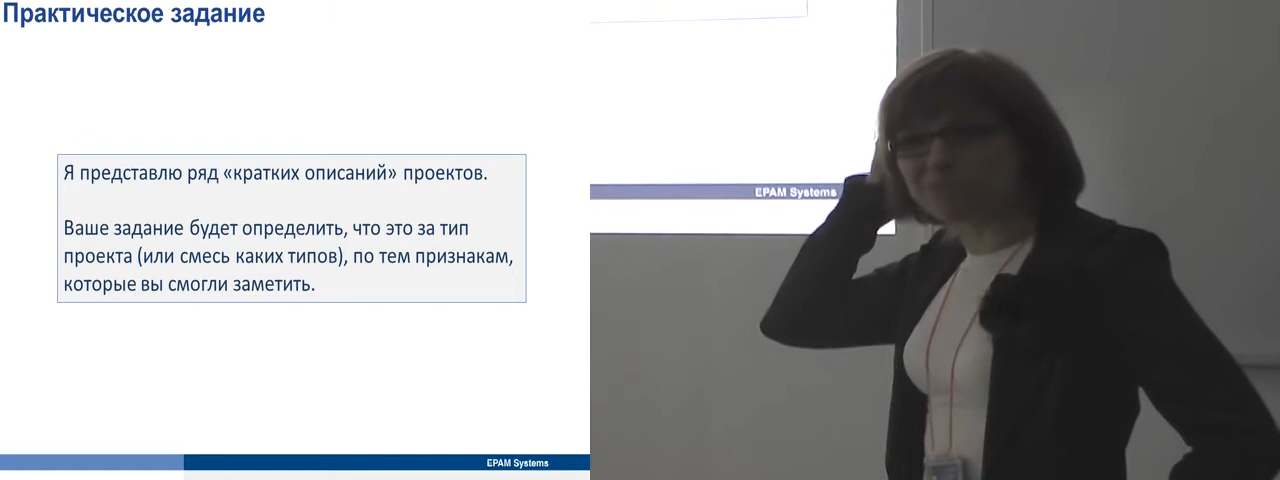 Практическое задание
Я представлю ряд «кратких описаний» проектов.
Ваше задание будет определить, что это за тип
проекта (или смесь каких типов), по тем признакам,
которые вы смогли заметить.
EPAM Systems
EPAM Systems